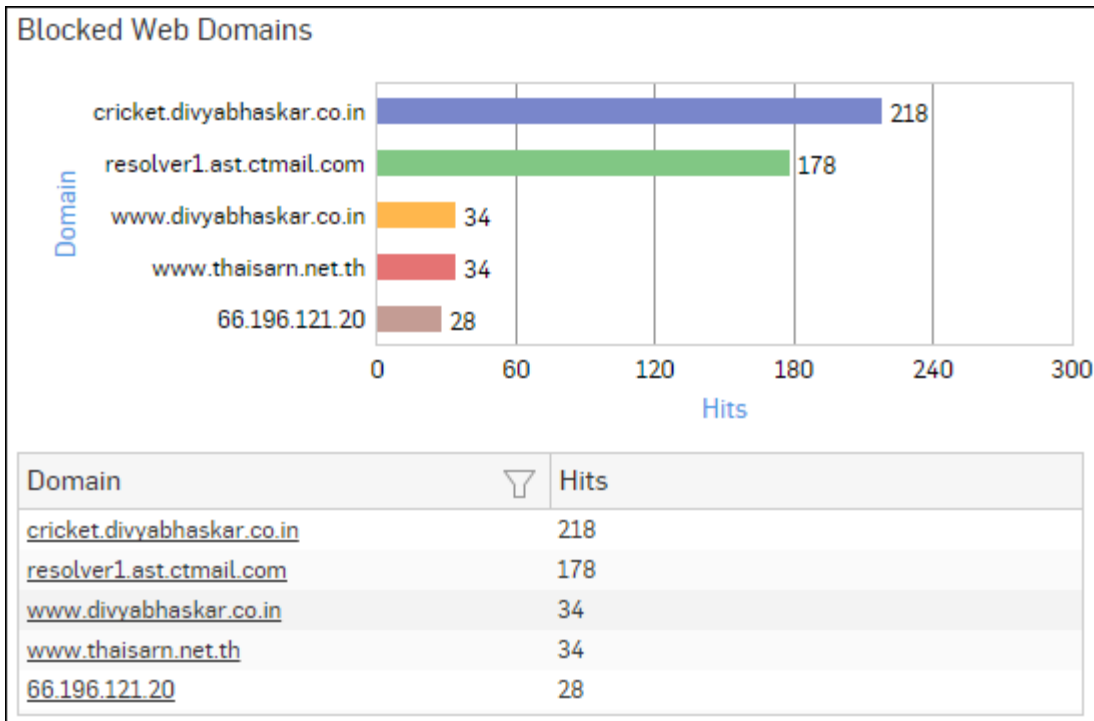 Blocked Web Domains
Domain
cricket.divyabhaskar.co.in 218
resolver1.ast.ctmail.com 178
www.divyabhaskar.co.in 34
www.thaisarn.net.th 34
66.196.121.20 28
0 60 120 180 240 300
Hits
Domain Hits
cricket.divyabhaskar.co.in 218
resolver1.ast.ctmail.com 178
www.divyabhaskar.co.in 34
www.thaisarn.net.th 34
66.196.121.20 28